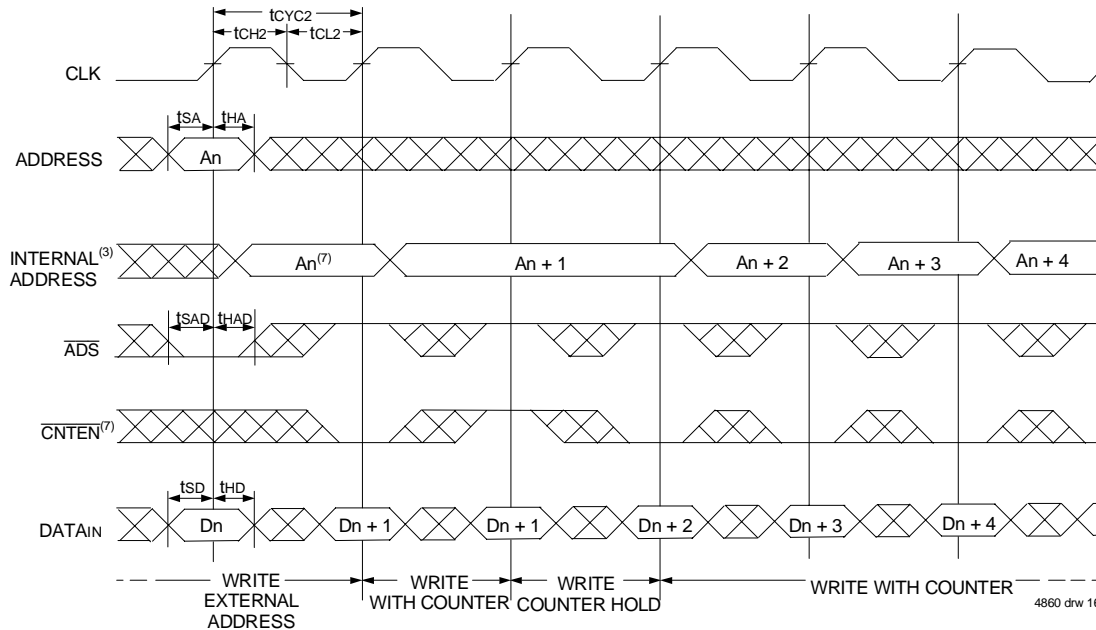 tCYC2
tCH2 tCL2
CLK
tSA tHA
ADDRESS An
INTERNAL(3)
ADDRESS
An(7) An + 1 An + 2 An + 3 An + 4
tSAD tHAD
ADS
CNTEN(7)
tSD tHD
DATAIN Dn Dn + 1 Dn + 1 Dn + 2 Dn + 3 Dn + 4
WRITE
EXTERNAL
ADDRESS
WRITE
WITH COUNTER
WRITE
COUNTER HOLD
WRITE WITH COUNTER
4860 drw 16